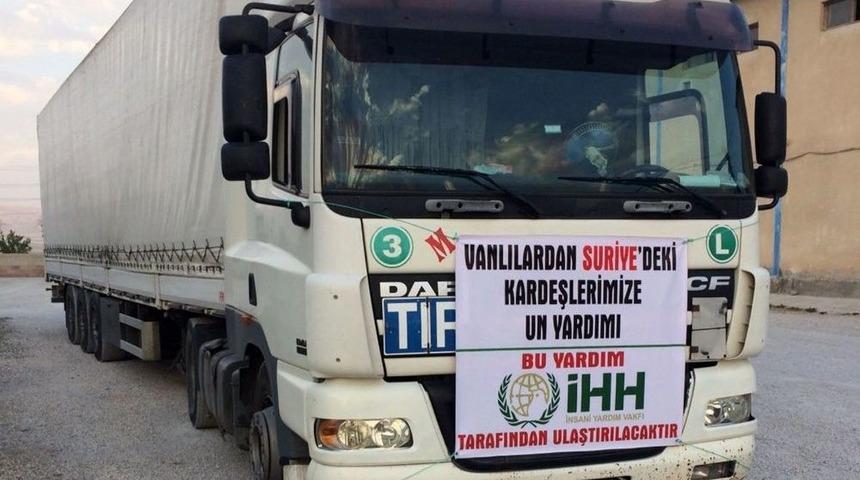 3
M
L
VANLILARDAN SURİYE'DEKİ
KARDEŞLERİMİZE
UN YARDIMI
BU YARDIM
iHH
İNSANİ YARDIM VAKFI
TARAFINDAN ULAŞTIRILACAKTIR
DAF
CF
TIR